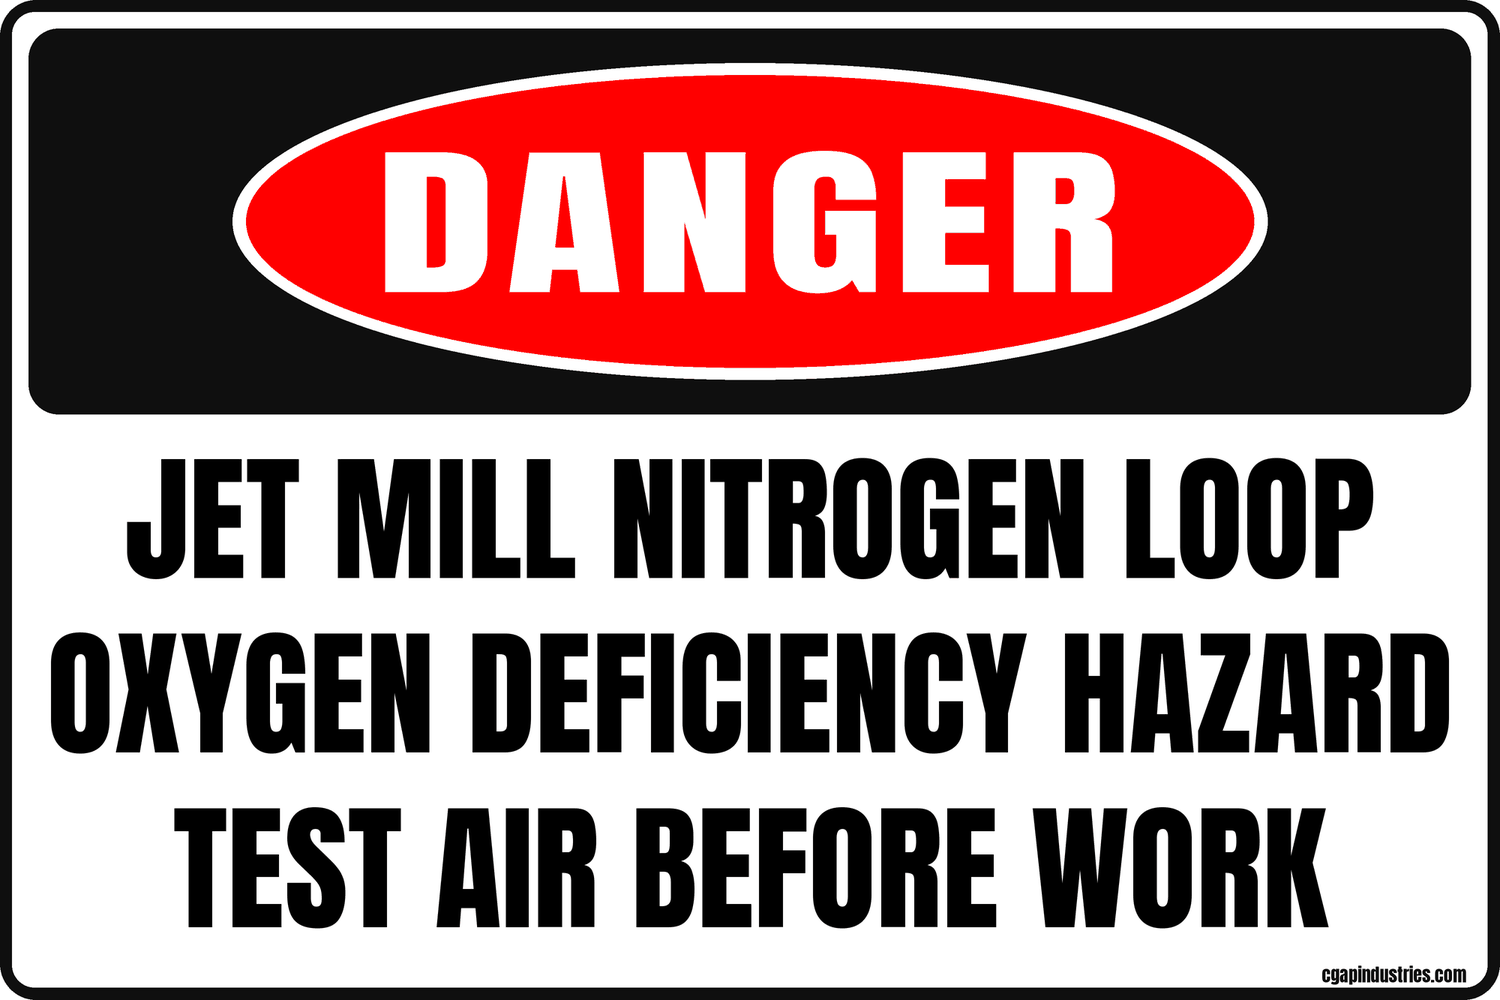 DANGER
JET MILL NITROGEN LOOP
OXYGEN DEFICIENCY HAZARD
TEST AIR BEFORE WORK
cgapindustries.com